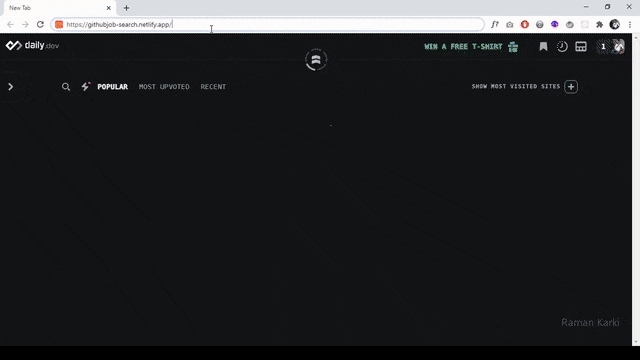 New Tab
https://githubjob-search.netlify.app/
f?
daily.dev
WIN A FREE T-SHIRT
1
POPULAR
MOST UPVOTED
RECENT
SHOW MOST VISITED SITES
Raman Karki